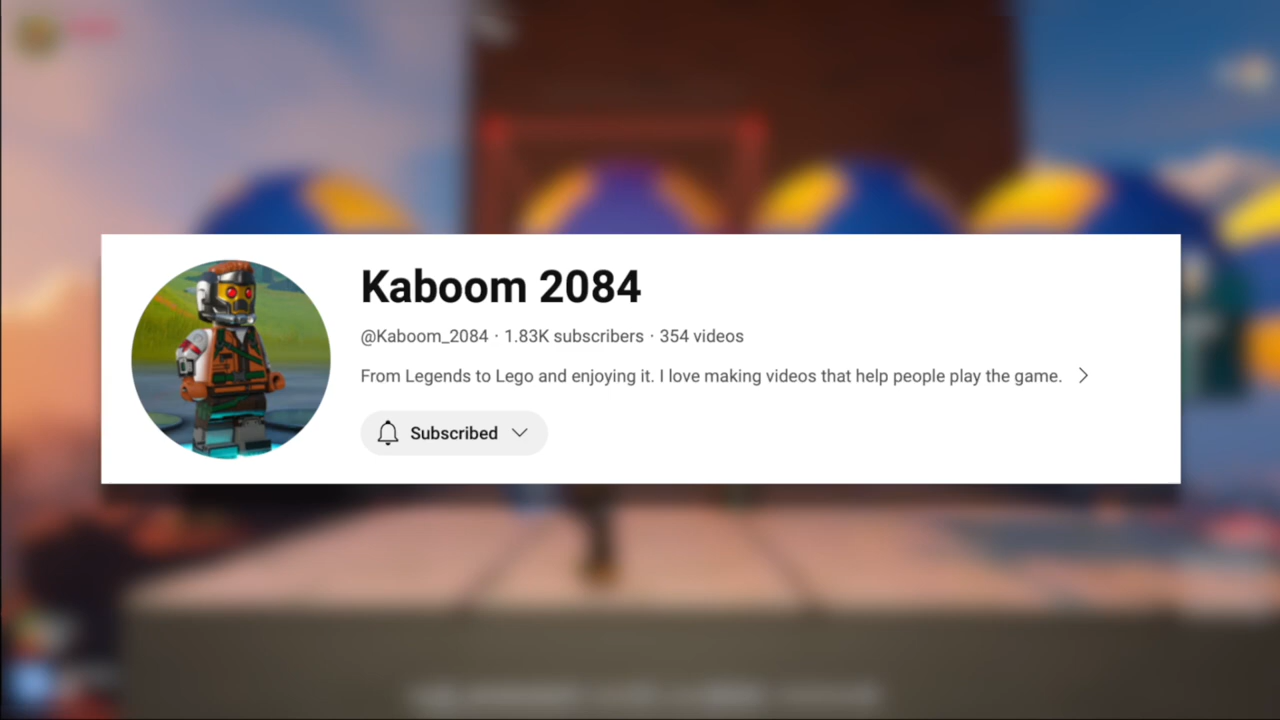 Kaboom 2084
@Kaboom_2084 · 1.83K subscribers · 354 videos
From Legends to Lego and enjoying it. I love making videos that help people play the game.
Subscribed